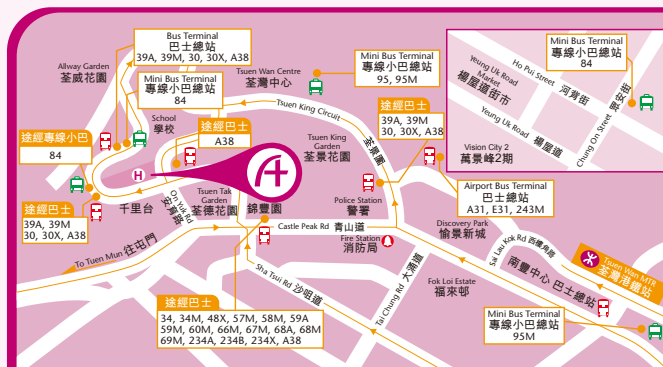 Bus Terminal
巴士總站
39A, 39M, 30, 30X, A38
Allway Garden
荃威花園
Mini Bus Terminal
專線小巴總站
84
School
學校
途經專線小巴
84
途經巴士
A38
H
千里台
On Yuk Rd
安育路
途經巴士
39A, 39M
30, 30X, A38
Tsuen Wan Centre
荃灣中心
Mini Bus Terminal
專線小巴總站
95, 95M
Tsuen King Circuit
荃景圍
Tsuen King
Garden
荃景花園
途經巴士
39A, 39M
30, 30X, A38
Tsuen Tak
Garden
荃德花園
錦豐園
Police Station
警署
Castle Peak Rd 青山道
Fire Station
消防局
To Tuen Mun 往屯門
Sha Tsui Rd 沙咀道
途經巴士
34, 34M, 48X, 57M, 58M, 59A
59M, 60M, 66M, 67M, 68A, 68M
69M, 234A, 234B, 234X, A38
Tai Chung Rd 大涌道
Fok Loi Estate
福來邨
Airport Bus Terminal
巴士總站
A31, E31, 243M
Discovery Park
愉景新城
Sai Lau Kok Rd 西樓角路
Tsuen Wan MTR
荃灣港鐵站
南豐中心 巴士總站
Mini Bus Terminal
專線小巴總站
95M
Yeung Uk Road
Market
楊屋道街市
Ho Pui Street 河背街
Mini Bus Terminal
專線小巴總站
84
Yeung Uk Road 楊屋道
Chung On Street 眾安街
Vision City 2
萬景峰2期